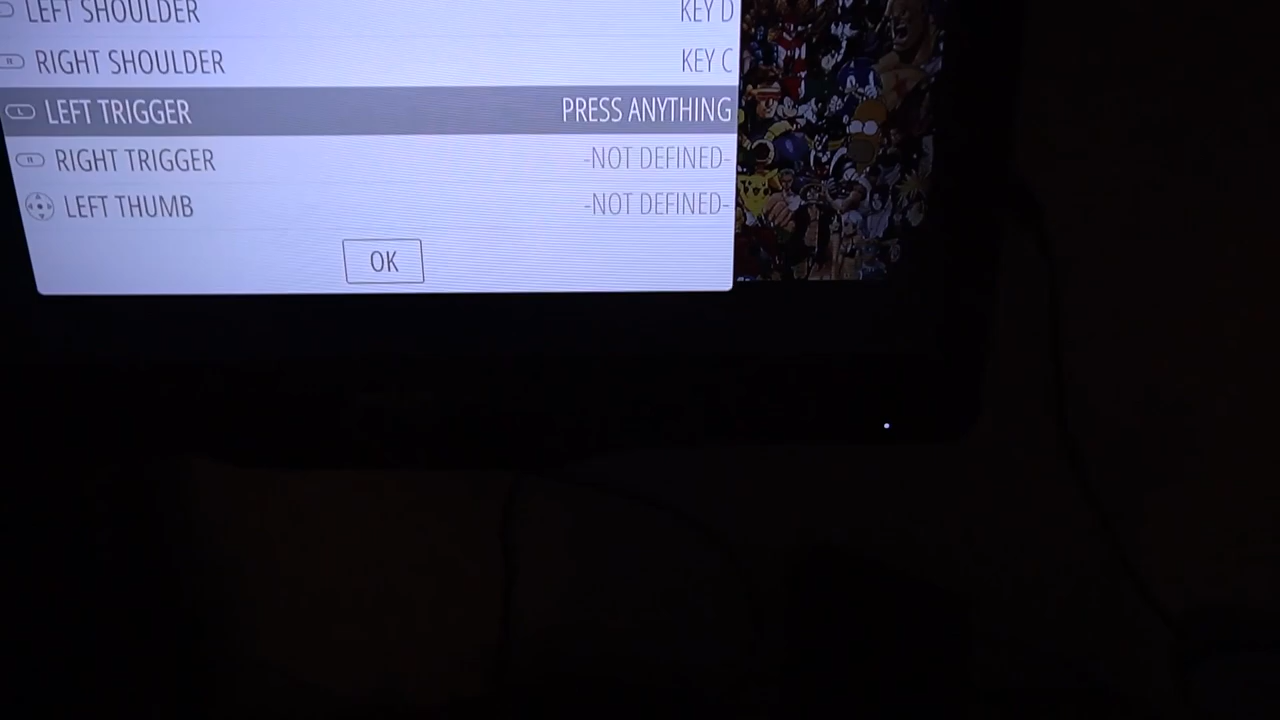 LEFT SHOULDER KEY D
RIGHT SHOULDER KEY C
LEFT TRIGGER PRESS ANYTHING
RIGHT TRIGGER -NOT DEFINED-
LEFT THUMB -NOT DEFINED-
OK